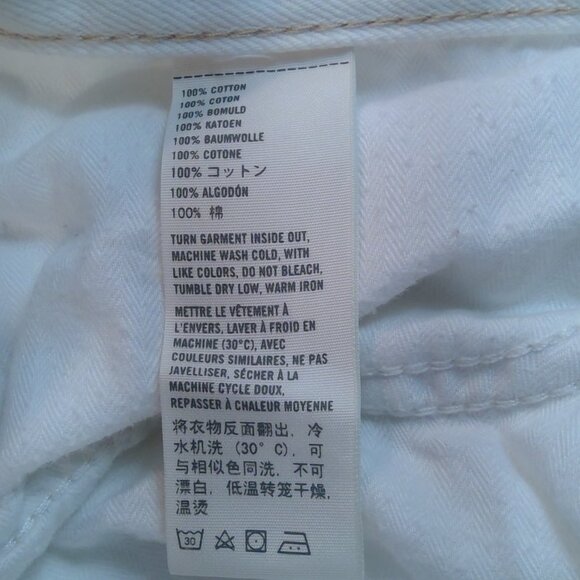 100% COTTON
100% COTON
100% BOMULD
100% KATOEN
100% BAUMWOLLE
100% COTONE
100% コットン
100% ALGODÓN
100% 棉
TURN GARMENT INSIDE OUT,
MACHINE WASH COLD, WITH
LIKE COLORS, DO NOT BLEACH,
TUMBLE DRY LOW, WARM IRON
METTRE LE VÊTEMENT À
L'ENVERS, LAVER À FROID EN
MACHINE (30°C), AVEC
COULEURS SIMILAIRES, NE PAS
JAVELLISER, SÉCHER À LA
MACHINE CYCLE DOUX,
REPASSER À CHALEUR MOYENNE
将衣物反面翻出，冷
水机洗 (30° C)，可
与相似色同洗，不可
漂白，低温转笼干燥，
温烫
30